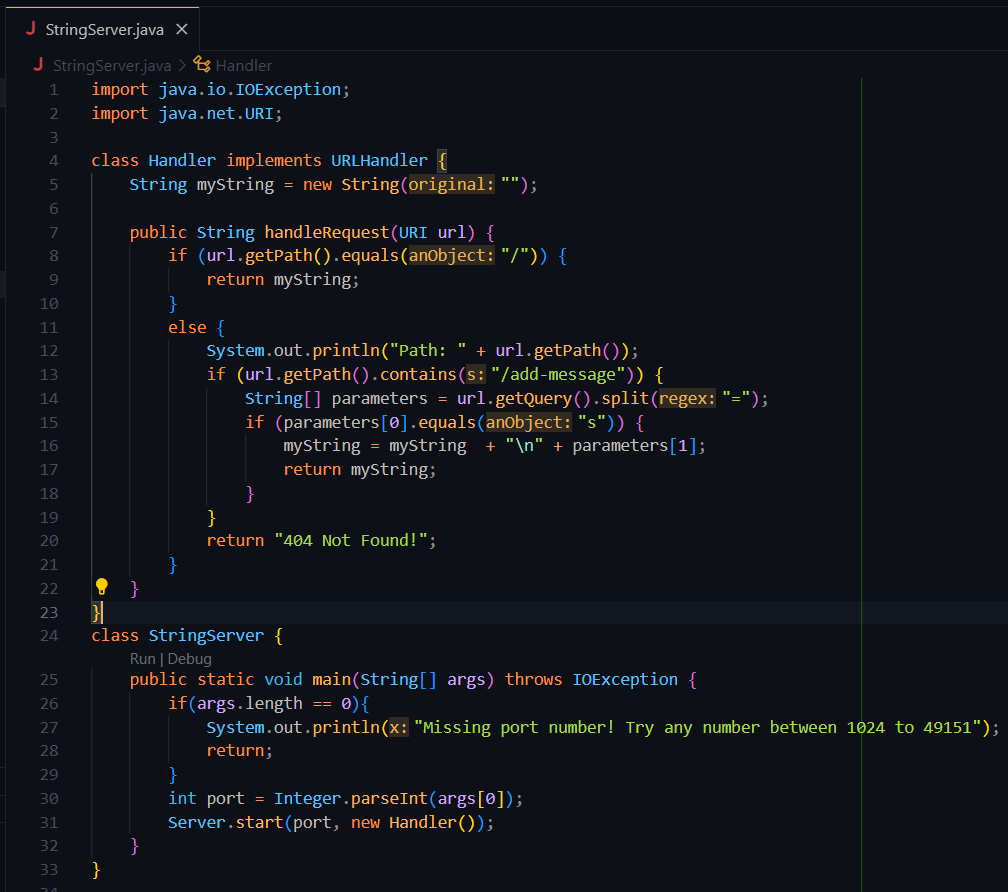 J StringServer.java ×
J StringServer.java > Handler
1 import java.io.IOException;
2 import java.net.URI;
3
4 class Handler implements URLHandler {
5     String myString = new String(original: "");
6
7     public String handleRequest(URI url) {
8         if (url.getPath().equals(anObject: "/")) {
9             return myString;
10         }
11         else {
12             System.out.println("Path: " + url.getPath());
13             if (url.getPath().contains(s: "/add-message")) {
14                 String[] parameters = url.getQuery().split(regex: "=");
15                 if (parameters[0].equals(anObject: "s")) {
16                     myString = myString  + "\n" + parameters[1];
17                     return myString;
18                 }
19             }
20             return "404 Not Found!";
21         }
22     }
23 }
24 class StringServer {
Run | Debug
25     public static void main(String[] args) throws IOException {
26         if(args.length == 0){
27             System.out.println(x: "Missing port number! Try any number between 1024 to 49151");
28             return;
29         }
30         int port = Integer.parseInt(args[0]);
31         Server.start(port, new Handler());
32     }
33 }